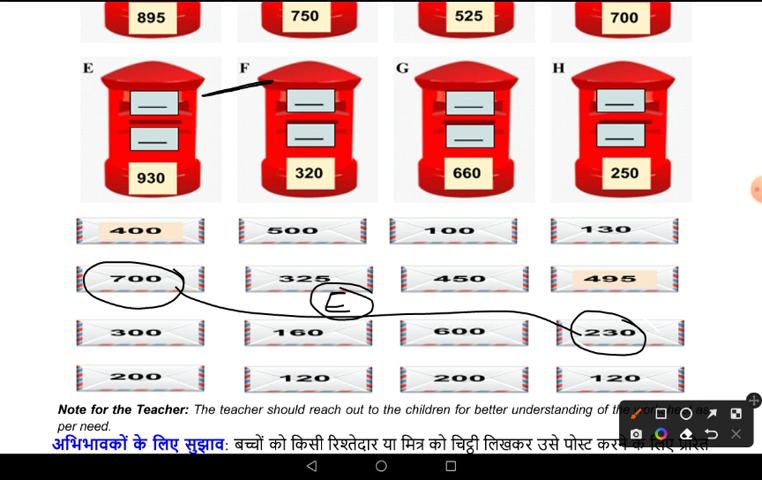 895 750 525 700
E F G H
930 320 660 250
400 500 100 130
700 325 450 495
E
300 160 600 230
200 120 200 120
Note for the Teacher: The teacher should reach out to the children for better understanding of the as
per need.
अभिभावकों के लिए सुझाव: बच्चों को किसी रिश्तेदार या मित्र को चिट्ठी लिखकर उसे पोस्ट करने के लिए प्रेरित